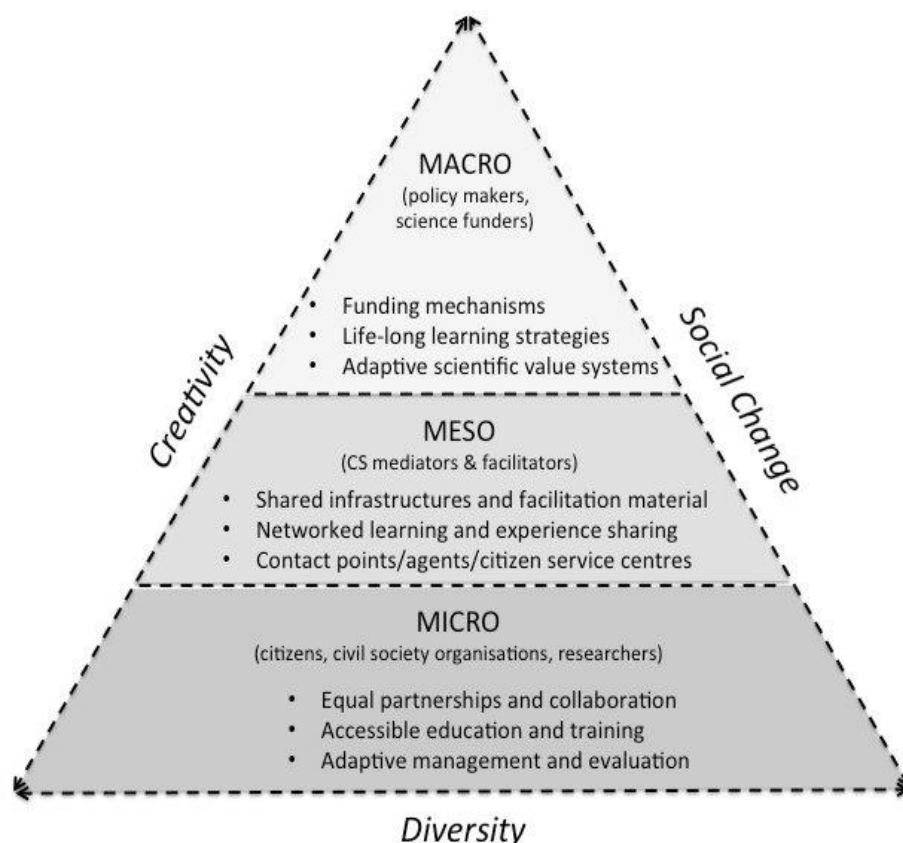 MACRO
(policy makers,
science funders)
• Funding mechanisms
• Life-long learning strategies
• Adaptive scientific value systems
Creativity
Social Change
MESO
(CS mediators & facilitators)
• Shared infrastructures and facilitation material
• Networked learning and experience sharing
• Contact points/agents/citizen service centres
MICRO
(citizens, civil society organisations, researchers)
• Equal partnerships and collaboration
• Accessible education and training
• Adaptive management and evaluation
Diversity